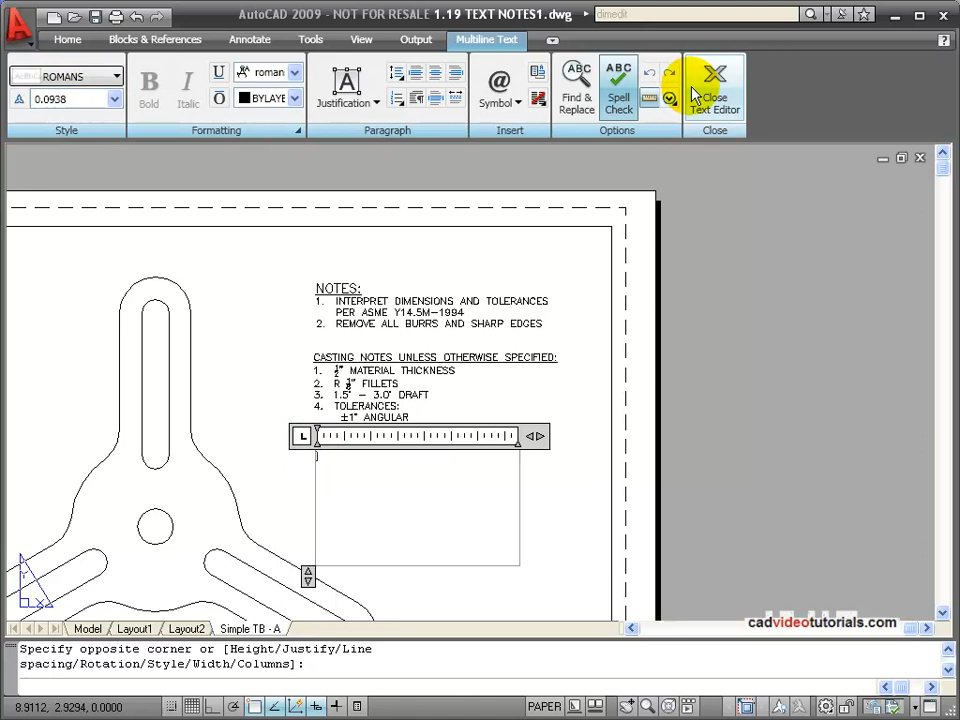 AutoCAD 2009 - NOT FOR RESALE 1.19 TEXT NOTES1.dwg
dimedit
Home Blocks & References Annotate Tools View Output Multiline Text
ROMANS
0.0938
Style
Bold Italic U O
roman
BYLAYE
Formatting
Justification
Paragraph
Symbol
Insert
Find & Replace
ABC Spell Check
Options
Close Text Editor
Close
NOTES:
1. INTERPRET DIMENSIONS AND TOLERANCES
PER ASME Y14.5M-1994
2. REMOVE ALL BURRS AND SHARP EDGES
CASTING NOTES UNLESS OTHERWISE SPECIFIED:
1. ½" MATERIAL THICKNESS
2. R ⅛" FILLETS
3. 1.5° - 3.0° DRAFT
4. TOLERANCES:
±1° ANGULAR
L
X
Model Layout1 Layout2 Simple TB - A
cadvideotutorials.com
Specify opposite corner or [Height/Justify/Line
spacing/Rotation/Style/Width/Columns]:
8.9112, 2.9294, 0.0000
PAPER